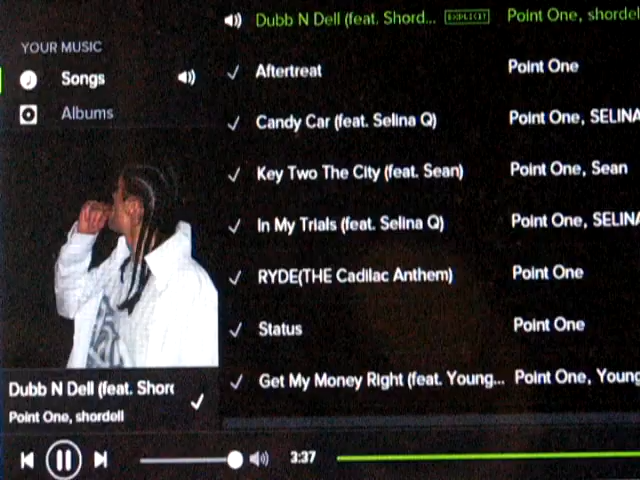 Dubb N Dell (feat. Shord... EXPLICIT Point One, shordel
YOUR MUSIC
Songs
Albums
Aftertreat Point One
Candy Car (feat. Selina Q) Point One, SELINA
Key Two The City (feat. Sean) Point One, Sean
In My Trials (feat. Selina Q) Point One, SELINA
RYDE(THE Cadilac Anthem) Point One
Status Point One
Get My Money Right (feat. Young... Point One, Young
Dubb N Dell (feat. Shor
Point One, shordell
3:37